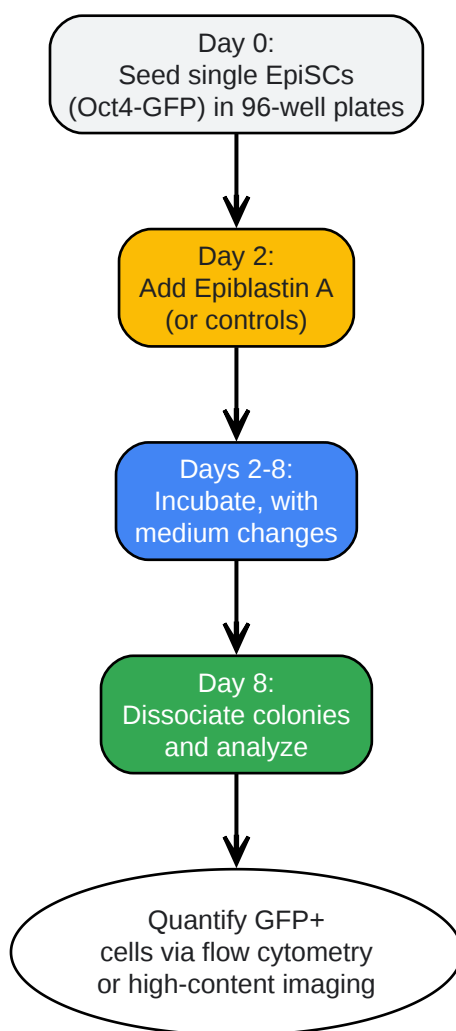 Day 0:
Seed single EpiSCs
(Oct4-GFP) in 96-well plates
Day 2:
Add Epiblastin A
(or controls)
Days 2-8:
Incubate, with
medium changes
Day 8:
Dissociate colonies
and analyze
Quantify GFP+
cells via flow cytometry
or high-content imaging